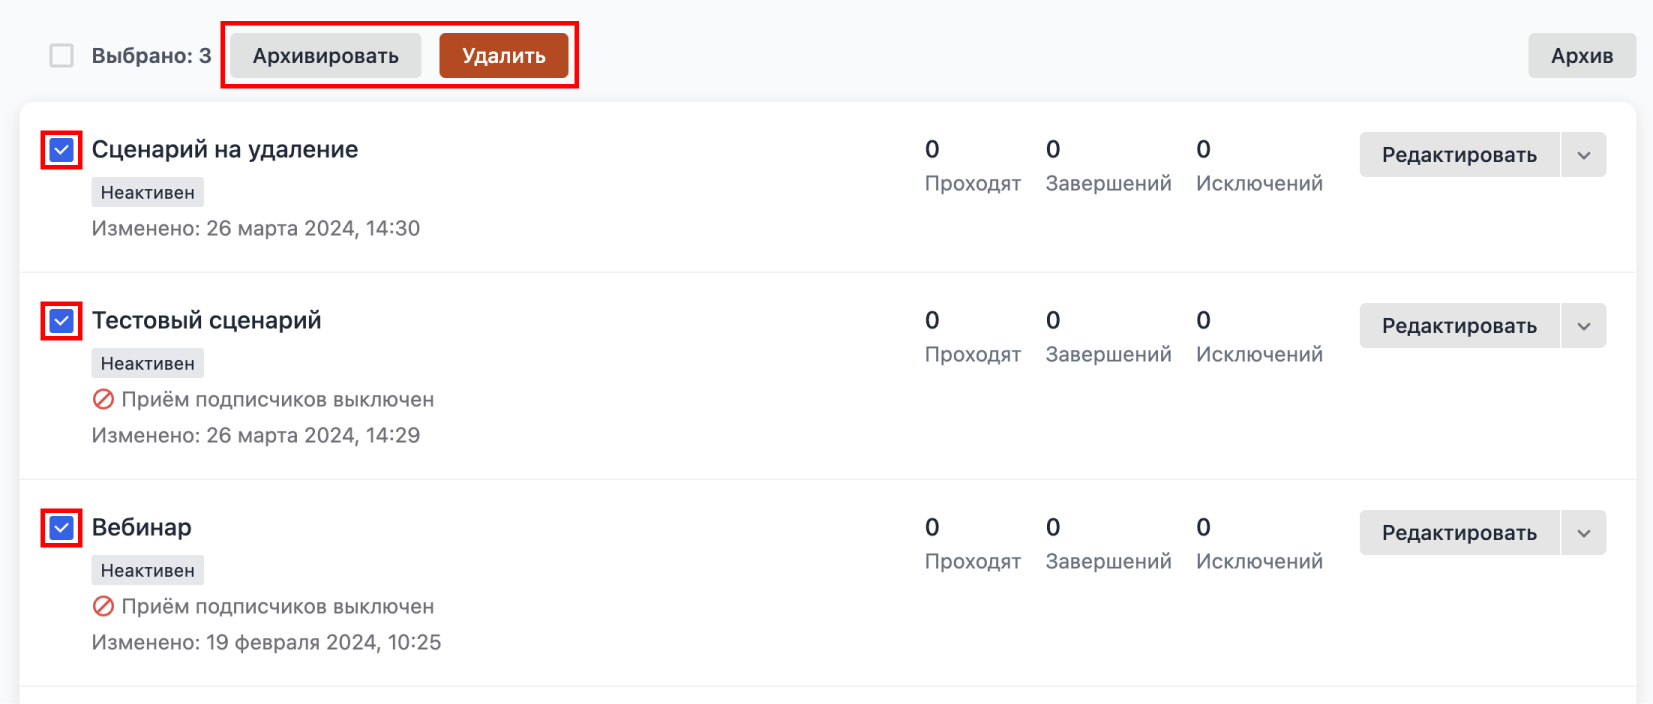 Выбрано: 3 Архивировать Удалить Архив
Сценарий на удаление 0 0 0 Редактировать
Проходят Завершений Исключений
Неактивен
Изменено: 26 марта 2024, 14:30
Тестовый сценарий 0 0 0 Редактировать
Проходят Завершений Исключений
Неактивен
Приём подписчиков выключен
Изменено: 26 марта 2024, 14:29
Вебинар 0 0 0 Редактировать
Проходят Завершений Исключений
Неактивен
Приём подписчиков выключен
Изменено: 19 февраля 2024, 10:25